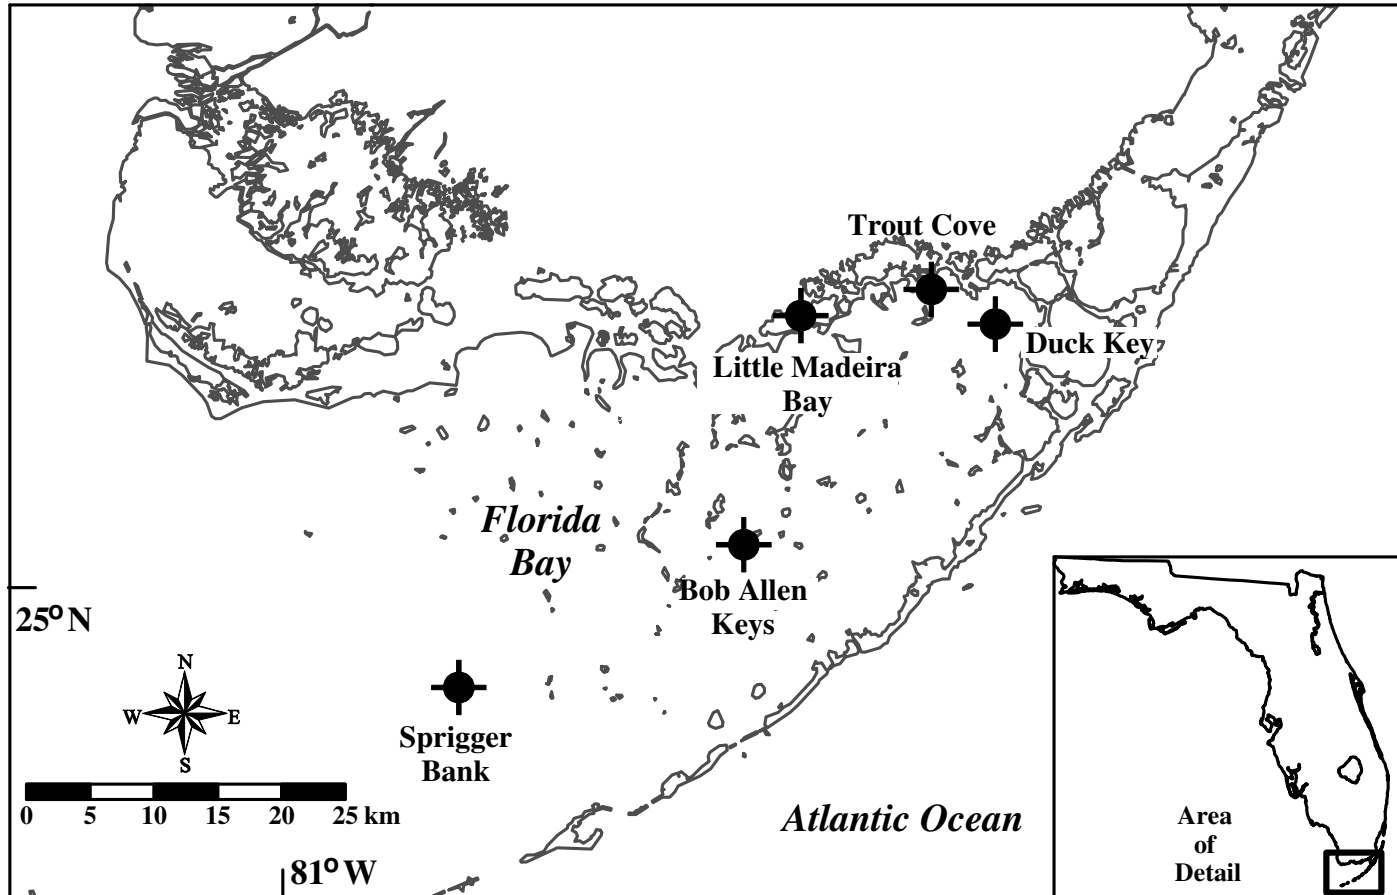 Trout Cove
Duck Key
Little Madeira
Bay
Florida
Bay
Bob Allen
Keys
25° N
N
W E
S
Sprigger
Bank
0 5 10 15 20 25 km
81° W
Atlantic Ocean
Area
of
Detail